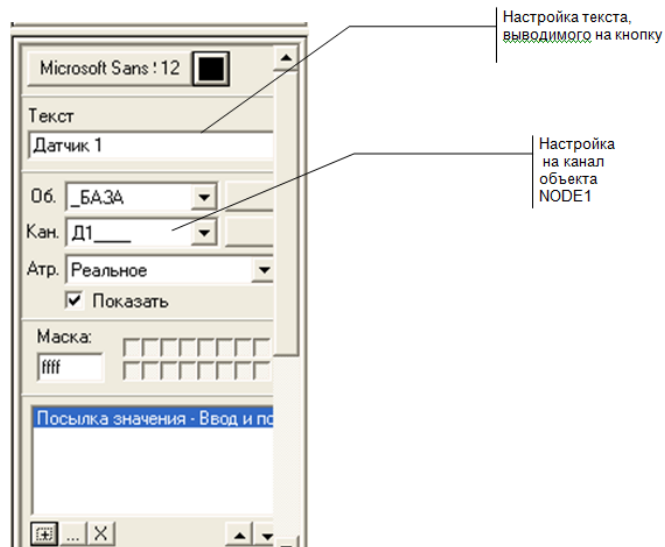 Настройка текста,
выводимого на кнопку
Microsoft Sans 12
Текст
Датчик 1
Настройка
на канал
объекта
NODE1
Об. _БАЗА
Кан. Д1____
Атр. Реальное
Показать
Маска:
ffff
Посылка значения - Ввод и по
... X